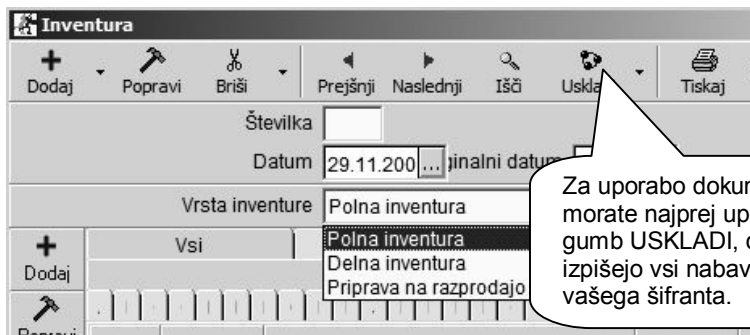 Inventura
Dodaj Popravi Briši Prejšnji Naslednji Išči Tiskaj
Številka
Datum 29.11.200 ...
Vrsta inventure Polna inventura
Vsi
Polna inventura
Delna inventura
Priprava na razprodajo
Dodaj
Za uporabo
morate najprej
gumb USKLADI,
izpišejo vsi
vašega šifranta.